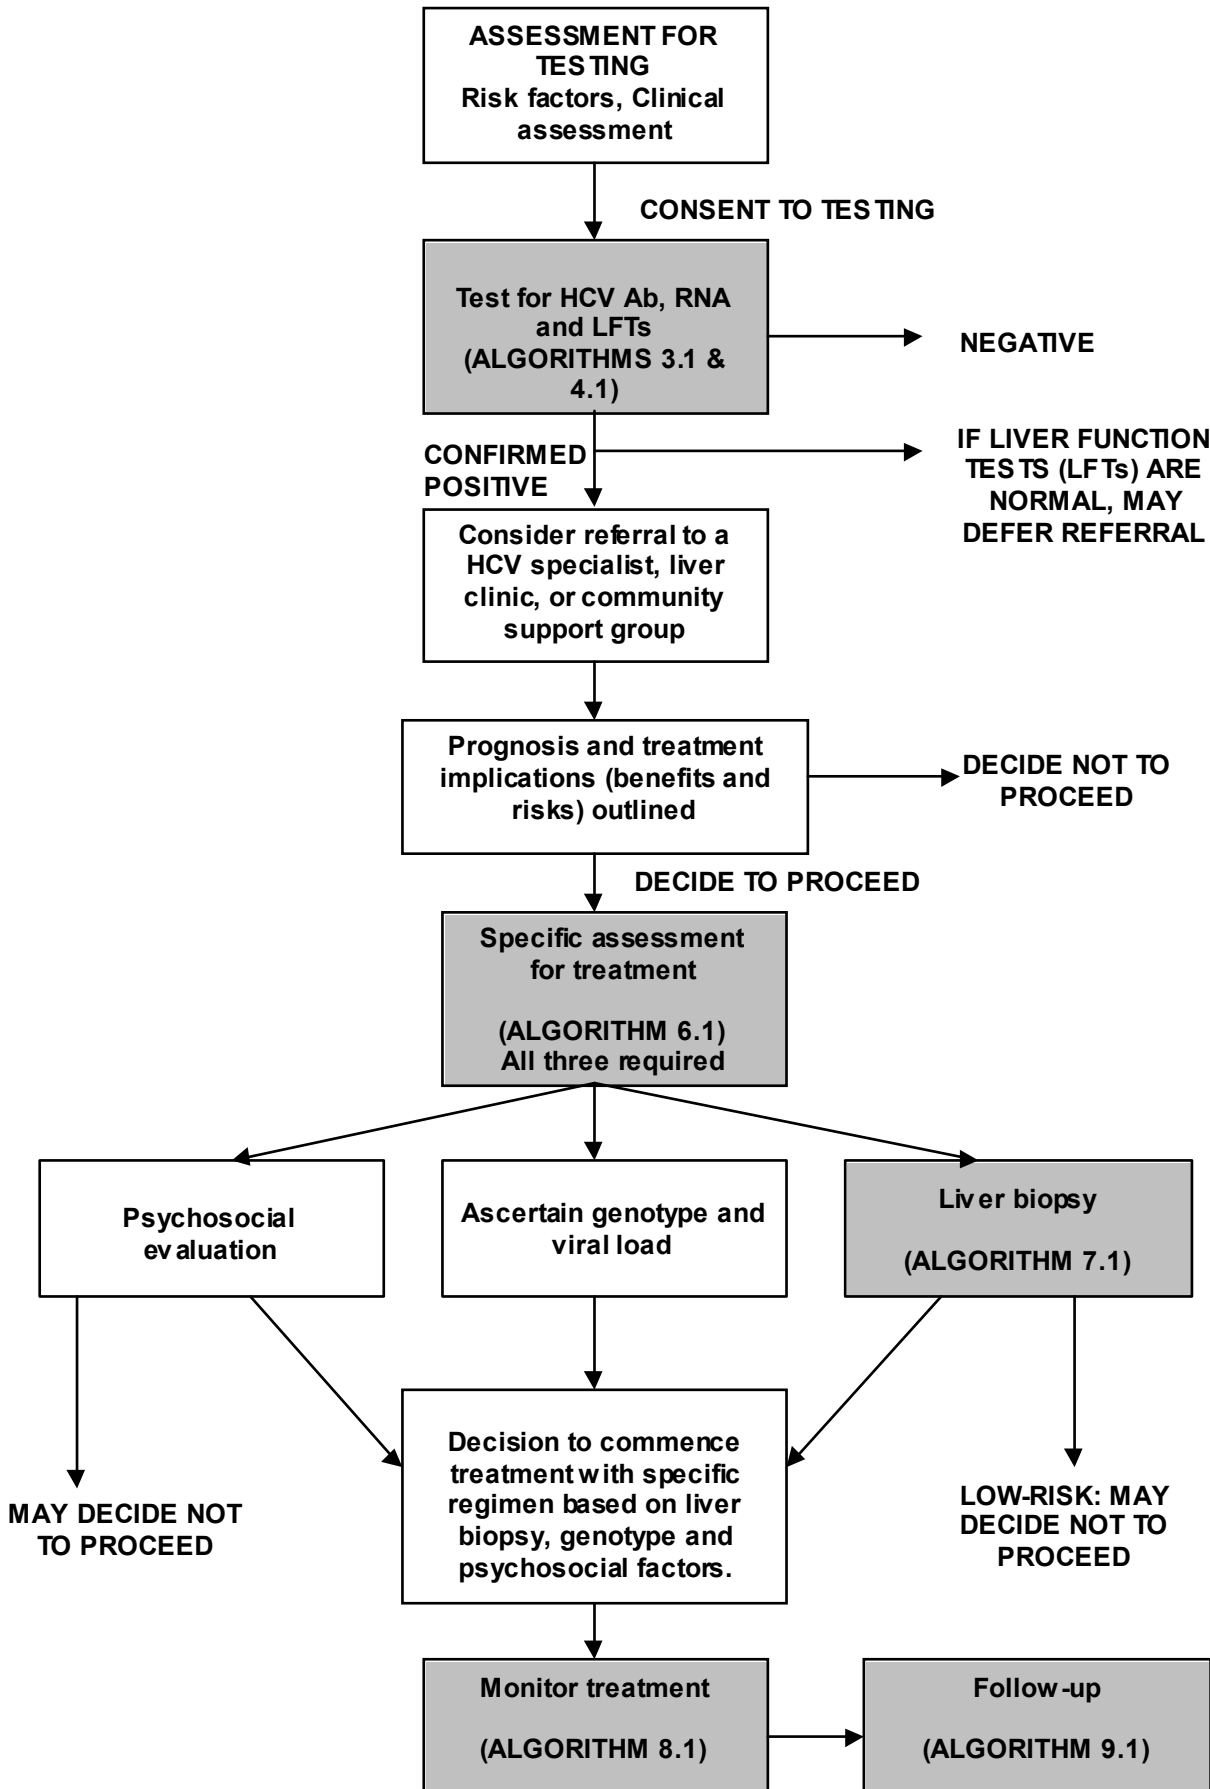 ASSESSMENT FOR
TESTING
Risk factors, Clinical
assessment
CONSENT TO TESTING
Test for HCV Ab, RNA
and LFTs
(ALGORITHMS 3.1 &
4.1)
NEGATIVE
CONFIRMED
POSITIVE
IF LIVER FUNCTION
TESTS (LFTs) ARE
NORMAL, MAY
DEFER REFERRAL
Consider referral to a
HCV specialist, liver
clinic, or community
support group
Prognosis and treatment
implications (benefits and
risks) outlined
DECIDE NOT TO
PROCEED
DECIDE TO PROCEED
Specific assessment
for treatment
(ALGORITHM 6.1)
All three required
Psychosocial
evaluation
Ascertain genotype and
viral load
Liver biopsy
(ALGORITHM 7.1)
MAY DECIDE NOT
TO PROCEED
Decision to commence
treatment with specific
regimen based on liver
biopsy, genotype and
psychosocial factors.
LOW-RISK: MAY
DECIDE NOT TO
PROCEED
Monitor treatment
(ALGORITHM 8.1)
Follow-up
(ALGORITHM 9.1)